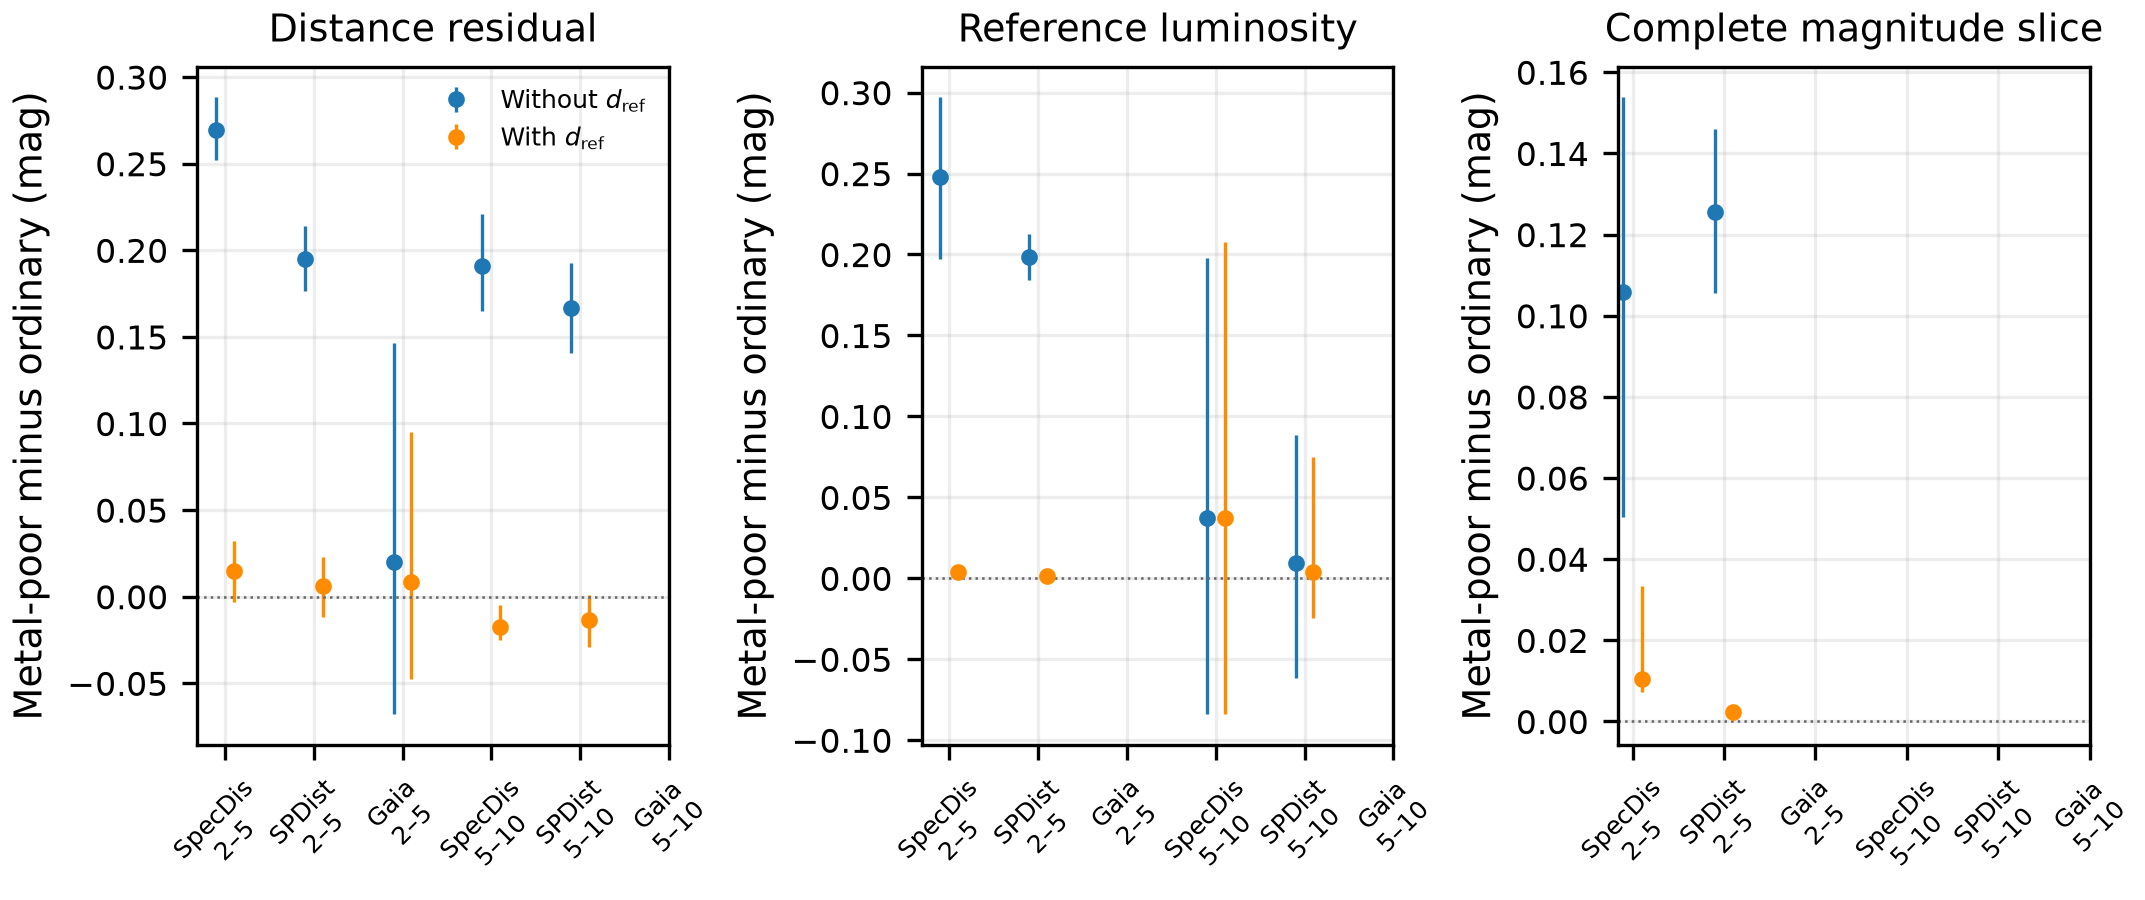 Distance residual
Metal-poor minus ordinary (mag)
0.30
0.25
0.20
0.15
0.10
0.05
0.00
−0.05
Without d_ref
With d_ref
SpecDis
2–5
SPDist
2–5
Gaia
2–5
SpecDis
5–10
SPDist
5–10
Gaia
5–10
Reference luminosity
Metal-poor minus ordinary (mag)
0.30
0.25
0.20
0.15
0.10
0.05
0.00
−0.05
−0.10
SpecDis
2–5
SPDist
2–5
Gaia
2–5
SpecDis
5–10
SPDist
5–10
Gaia
5–10
Complete magnitude slice
Metal-poor minus ordinary (mag)
0.16
0.14
0.12
0.10
0.08
0.06
0.04
0.02
0.00
SpecDis
2–5
SPDist
2–5
Gaia
2–5
SpecDis
5–10
SPDist
5–10
Gaia
5–10